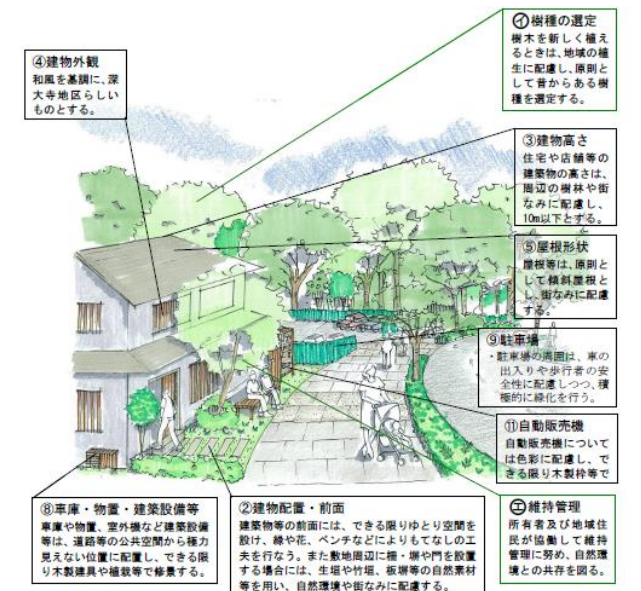 ㋑樹種の選定
樹木を新しく植え
るときは、地域の植
生に配慮し、原則と
して昔からある樹
種を選定する。
④建物外観
和風を基調に、深
大寺地区らしい
ものとする。
③建物高さ
住宅や店舗等の
建築物の高さは、
周辺の樹林や街
なみに配慮し、
10m以下とする。
⑤屋根形状
屋根等は、原則と
して傾斜屋根と
し、街なみに配慮
する。
⑨駐車場
・駐車場の周囲は、車の
出入りや歩行者の安
全性に配慮しつつ、積
極的に緑化を行う。
⑪自動販売機
自動販売機について
は色彩に配慮し、で
きる限り木製枠等で
⑧車庫・物置・建築設備等
車庫や物置、室外機など建築設備
等は、道路等の公共空間から極力
見えない位置に配置し、できる限
り木製建具や植栽等で修景する。
②建物配置・前面
建築物等の前面には、できる限りゆとり空間を
設け、緑や花、ベンチなどによりもてなしの工
夫を行なう。また敷地周辺に柵・塀や門を設置
する場合には、生垣や竹垣、板塀等の自然素材
等を用い、自然環境や街なみに配慮する。
㋓維持管理
所有者及び地域住
民が協働して維持
管理に努め、自然環
境との共存を図る。